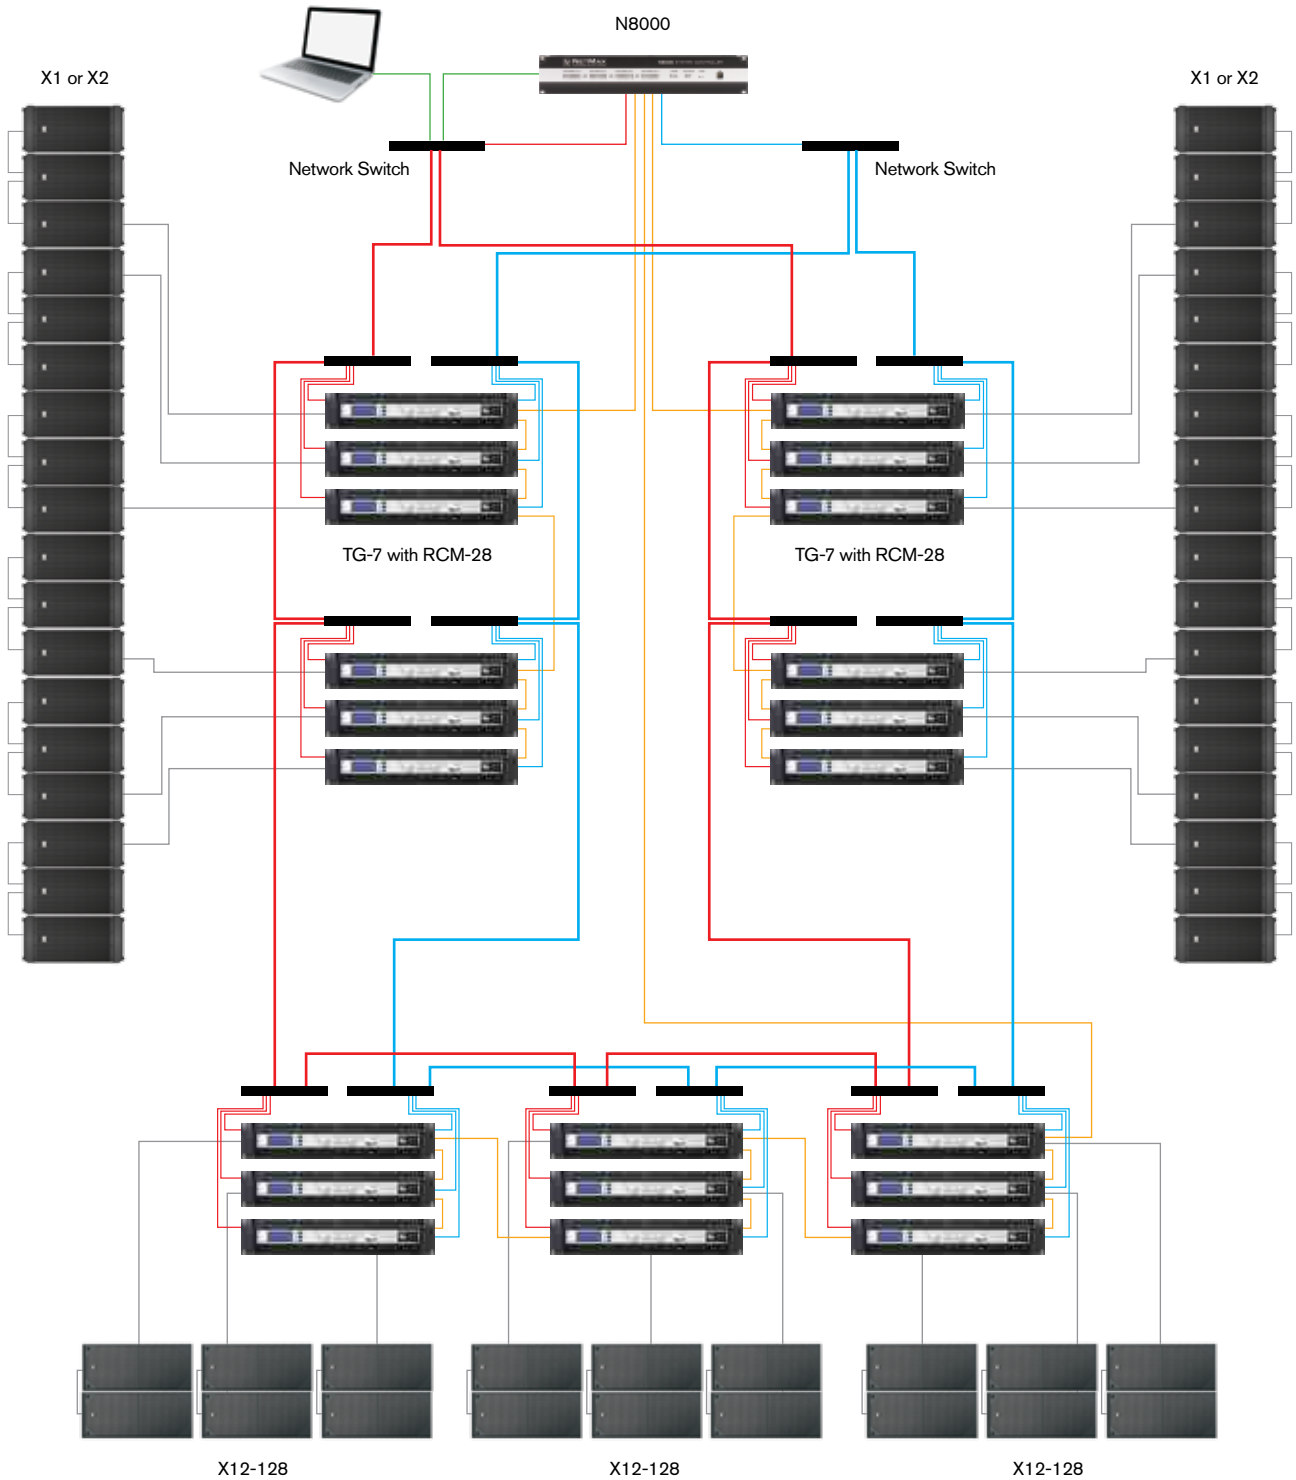 N8000
X1 or X2
X1 or X2
Network Switch
Network Switch
TG-7 with RCM-28
TG-7 with RCM-28
X12-128
X12-128
X12-128